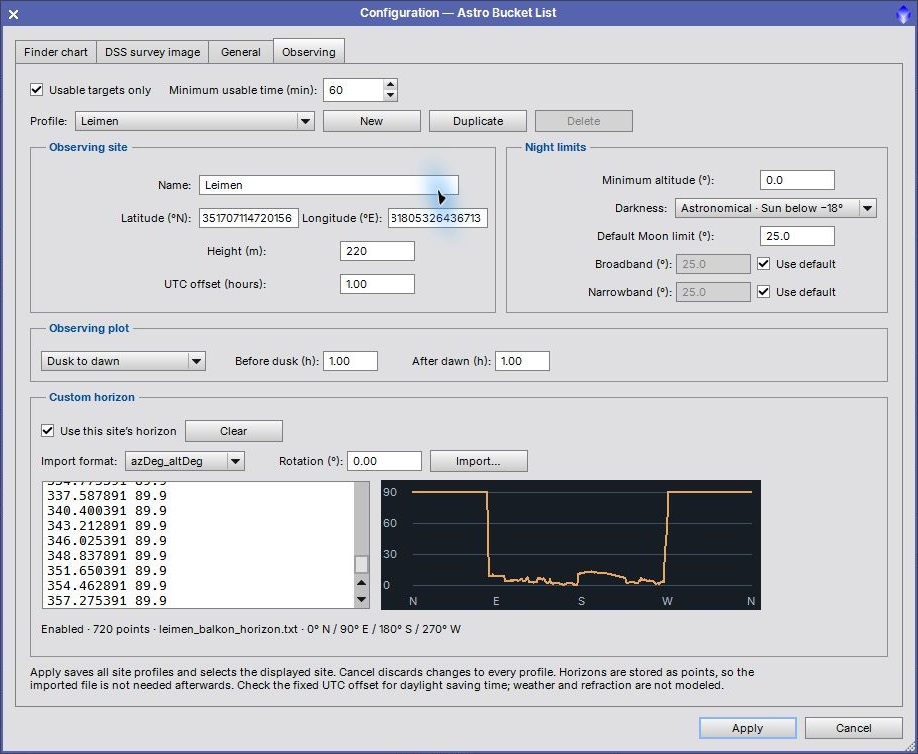 Configuration — Astro Bucket List
Finder chart DSS survey image General Observing
Usable targets only Minimum usable time (min): 60
Profile: Leimen New Duplicate Delete
Observing site
Name: Leimen
Latitude (°N): 351707114720156 Longitude (°E): 31805326436713
Height (m): 220
UTC offset (hours): 1.00
Night limits
Minimum altitude (°): 0.0
Darkness: Astronomical · Sun below −18°
Default Moon limit (°): 25.0
Broadband (°): 25.0 Use default
Narrowband (°): 25.0 Use default
Observing plot
Dusk to dawn Before dusk (h): 1.00 After dawn (h): 1.00
Custom horizon
Use this site's horizon Clear
Import format: azDeg_altDeg Rotation (°): 0.00 Import...
334.775391 89.9
337.587891 89.9
340.400391 89.9
343.212891 89.9
346.025391 89.9
348.837891 89.9
351.650391 89.9
354.462891 89.9
357.275391 89.9
90
60
30
0
N E S W N
Enabled · 720 points · leimen_balkon_horizon.txt · 0° N / 90° E / 180° S / 270° W
Apply saves all site profiles and selects the displayed site. Cancel discards changes to every profile. Horizons are stored as points, so the
imported file is not needed afterwards. Check the fixed UTC offset for daylight saving time; weather and refraction are not modeled.
Apply Cancel